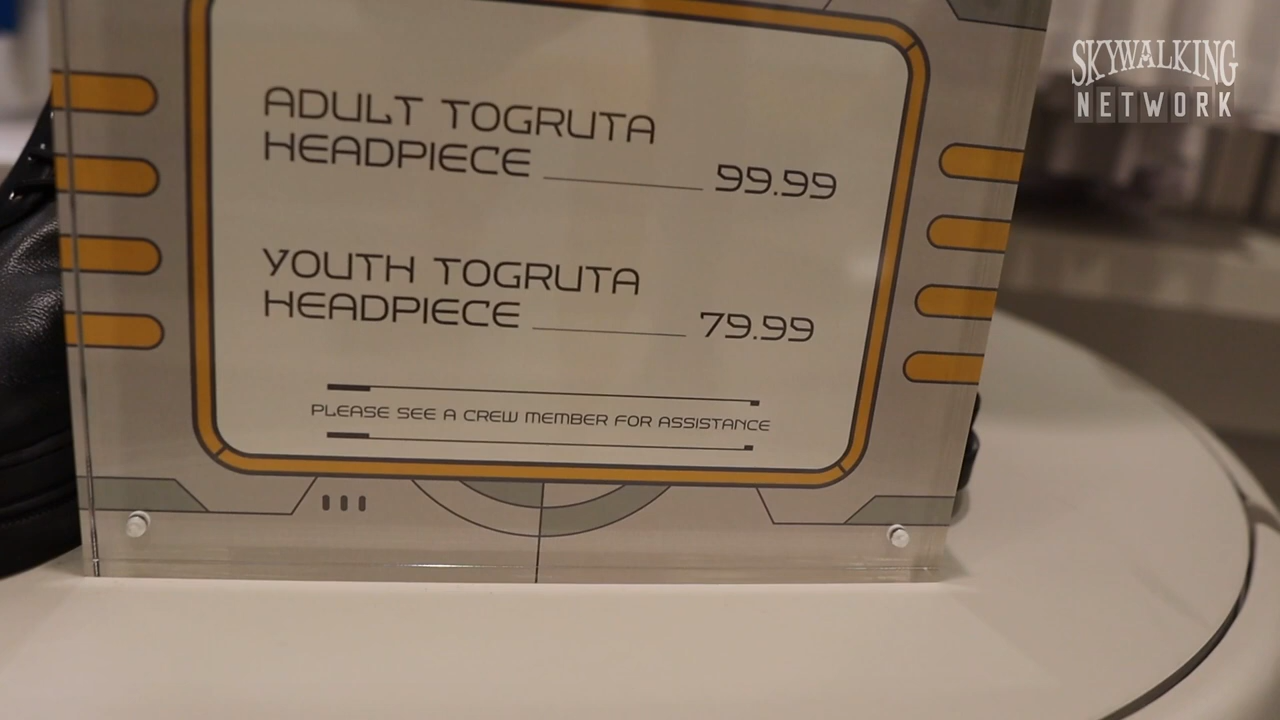 SKYWALKING
NETWORK
ADULT TOGRUTA
HEADPIECE 99.99
YOUTH TOGRUTA
HEADPIECE 79.99
PLEASE SEE A CREW MEMBER FOR ASSISTANCE